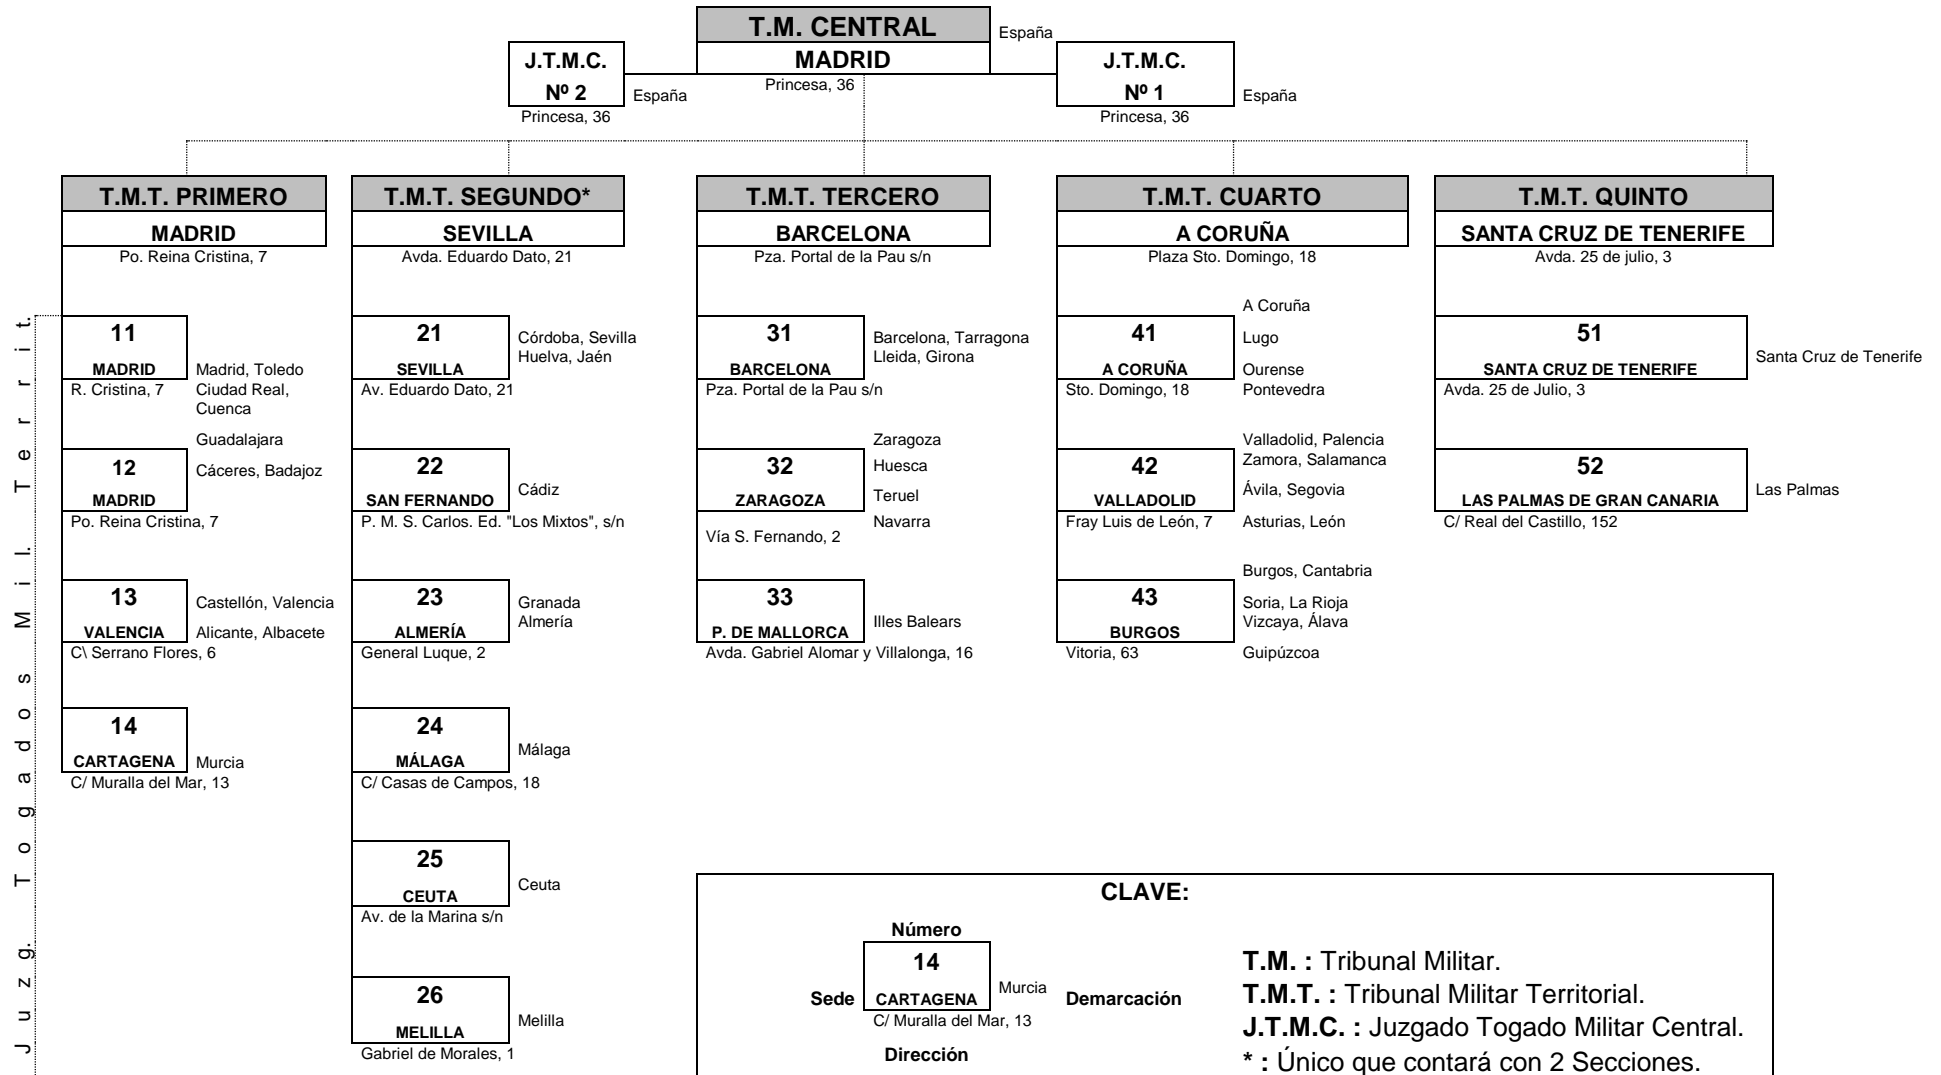 T.M. CENTRAL
España
MADRID
Princesa, 36
J.T.M.C.
Nº 2
España
Princesa, 36
J.T.M.C.
Nº 1
España
Princesa, 36
T.M.T. PRIMERO
MADRID
Po. Reina Cristina, 7
11
MADRID
R. Cristina, 7
Madrid, Toledo
Ciudad Real,
Cuenca
Guadalajara
12
MADRID
Po. Reina Cristina, 7
Cáceres, Badajoz
13
VALENCIA
C\ Serrano Flores, 6
Castellón, Valencia
Alicante, Albacete
14
CARTAGENA
C/ Muralla del Mar, 13
Murcia
T.M.T. SEGUNDO*
SEVILLA
Avda. Eduardo Dato, 21
21
SEVILLA
Av. Eduardo Dato, 21
Córdoba, Sevilla
Huelva, Jaén
22
SAN FERNANDO
P. M. S. Carlos. Ed. "Los Mixtos", s/n
Cádiz
23
ALMERÍA
General Luque, 2
Granada
Almería
24
MÁLAGA
C/ Casas de Campos, 18
Málaga
25
CEUTA
Av. de la Marina s/n
Ceuta
26
MELILLA
Gabriel de Morales, 1
Melilla
T.M.T. TERCERO
BARCELONA
Pza. Portal de la Pau s/n
31
BARCELONA
Pza. Portal de la Pau s/n
Barcelona, Tarragona
Lleida, Girona
32
ZARAGOZA
Vía S. Fernando, 2
Zaragoza
Huesca
Teruel
Navarra
33
P. DE MALLORCA
Avda. Gabriel Alomar y Villalonga, 16
Illes Balears
T.M.T. CUARTO
A CORUÑA
Plaza Sto. Domingo, 18
41
A CORUÑA
Sto. Domingo, 18
A Coruña
Lugo
Ourense
Pontevedra
42
VALLADOLID
Fray Luis de León, 7
Valladolid, Palencia
Zamora, Salamanca
Ávila, Segovia
Asturias, León
43
BURGOS
Vitoria, 63
Burgos, Cantabria
Soria, La Rioja
Vizcaya, Álava
Guipúzcoa
T.M.T. QUINTO
SANTA CRUZ DE TENERIFE
Avda. 25 de julio, 3
51
SANTA CRUZ DE TENERIFE
Avda. 25 de Julio, 3
Santa Cruz de Tenerife
52
LAS PALMAS DE GRAN CANARIA
C/ Real del Castillo, 152
Las Palmas
Juzg. Togados Mil. Territ.
CLAVE:
Número
14
Sede
CARTAGENA
Murcia
Demarcación
C/ Muralla del Mar, 13
Dirección
T.M. : Tribunal Militar.
T.M.T. : Tribunal Militar Territorial.
J.T.M.C. : Juzgado Togado Militar Central.
* : Único que contará con 2 Secciones.